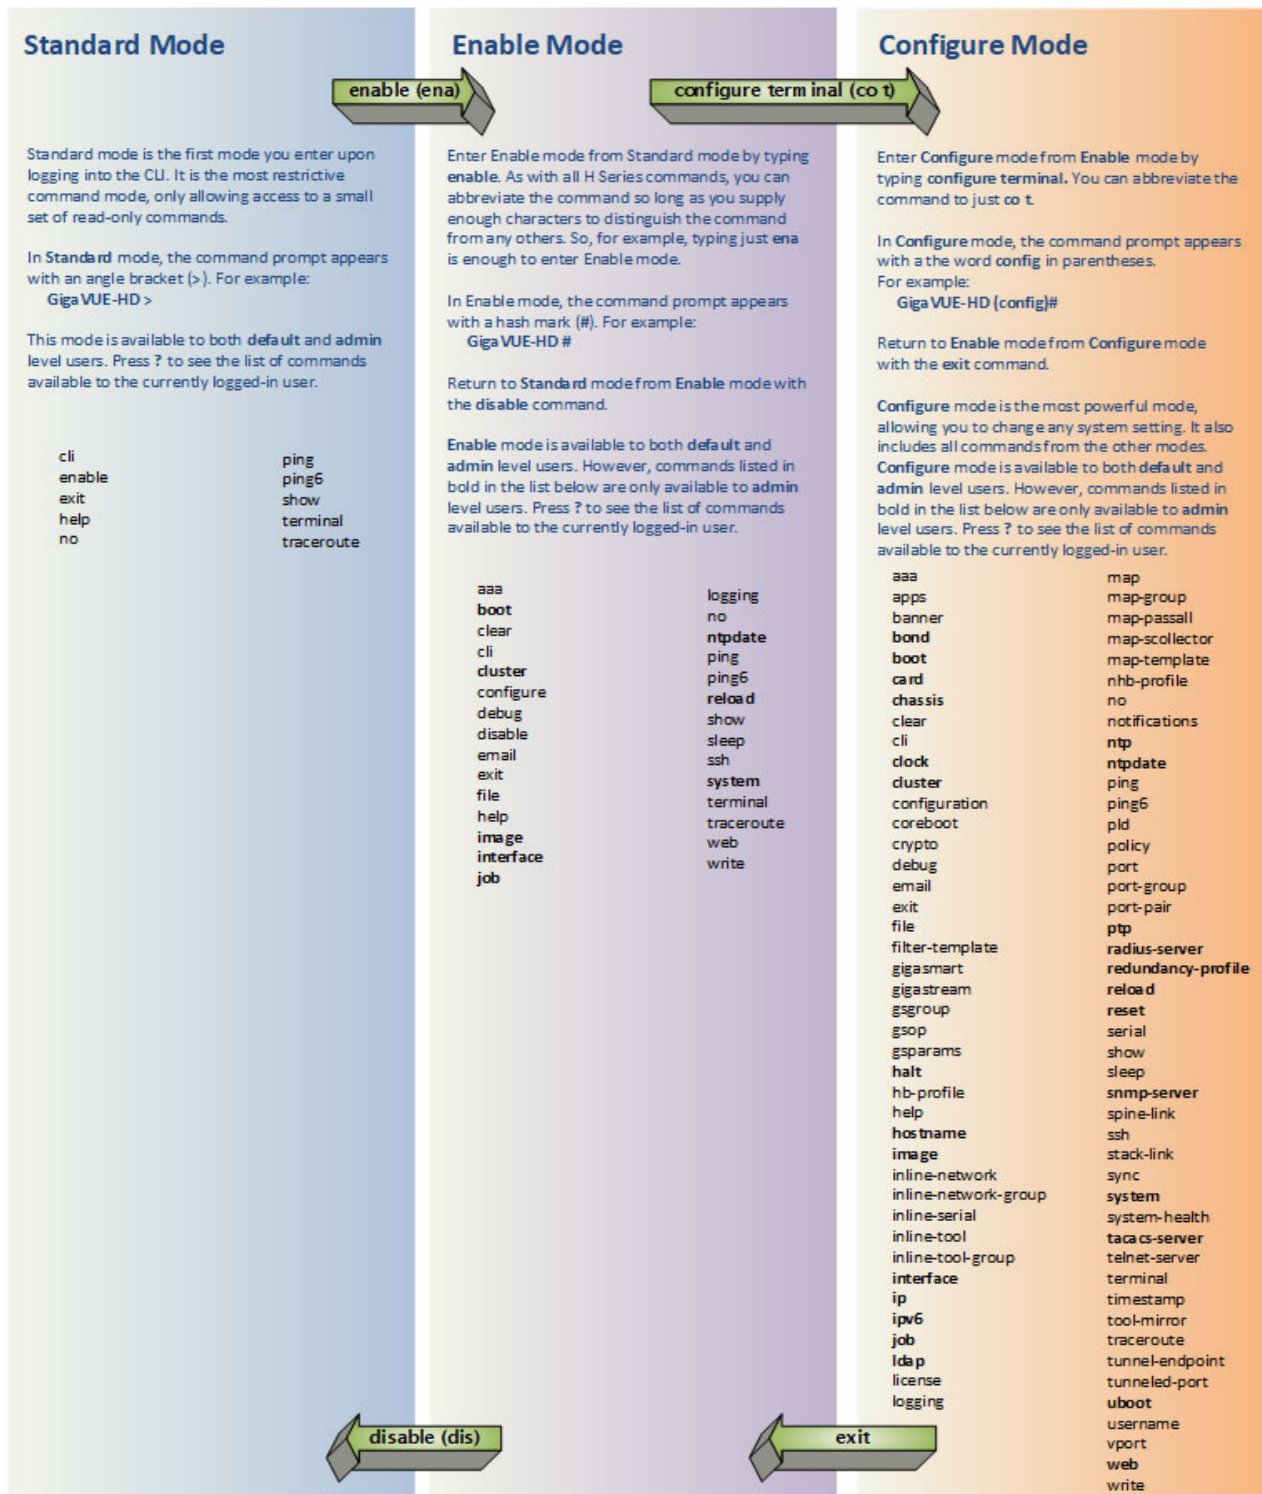 Standard Mode
enable (ena)
Standard mode is the first mode you enter upon
logging into the CLI. It is the most restrictive
command mode, only allowing access to a small
set of read-only commands.
In Standard mode, the command prompt appears
with an angle bracket (>). For example:
GigaVUE-HD >
This mode is available to both default and admin
level users. Press ? to see the list of commands
available to the currently logged-in user.
cli
enable
exit
help
no
ping
ping6
show
terminal
traceroute
disable (dis)
Enable Mode
configure terminal (co t)
Enter Enable mode from Standard mode by typing
enable. As with all H Series commands, you can
abbreviate the command so long as you supply
enough characters to distinguish the command
from any others. So, for example, typing just ena
is enough to enter Enable mode.
In Enable mode, the command prompt appears
with a hash mark (#). For example:
GigaVUE-HD #
Return to Standard mode from Enable mode with
the disable command.
Enable mode is available to both default and
admin level users. However, commands listed in
bold in the list below are only available to admin
level users. Press ? to see the list of commands
available to the currently logged-in user.
aaa
boot
clear
cli
cluster
configure
debug
disable
email
exit
file
help
image
interface
job
logging
no
ntpdate
ping
ping6
reload
show
sleep
ssh
system
terminal
traceroute
web
write
exit
Configure Mode
Enter Configure mode from Enable mode by
typing configure terminal. You can abbreviate the
command to just co t.
In Configure mode, the command prompt appears
with a the word config in parentheses.
For example:
GigaVUE-HD (config)#
Return to Enable mode from Configure mode
with the exit command.
Configure mode is the most powerful mode,
allowing you to change any system setting. It also
includes all commands from the other modes.
Configure mode is available to both default and
admin level users. However, commands listed in
bold in the list below are only available to admin
level users. Press ? to see the list of commands
available to the currently logged-in user.
aaa
apps
banner
bond
boot
card
chassis
clear
cli
clock
cluster
configuration
coreboot
crypto
debug
email
exit
file
filter-template
gigasmart
gigastream
gsgroup
gsop
gsparams
halt
hb-profile
help
hostname
image
inline-network
inline-network-group
inline-serial
inline-tool
inline-tool-group
interface
ip
ipv6
job
ldap
license
logging
map
map-group
map-passall
map-scollector
map-template
nhb-profile
no
notifications
ntp
ntpdate
ping
ping6
pld
policy
port
port-group
port-pair
ptp
radius-server
redundancy-profile
reload
reset
serial
show
sleep
snmp-server
spine-link
ssh
stack-link
sync
system
system-health
tacacs-server
telnet-server
terminal
timestamp
tool-mirror
traceroute
tunnel-endpoint
tunneled-port
uboot
username
vport
web
write